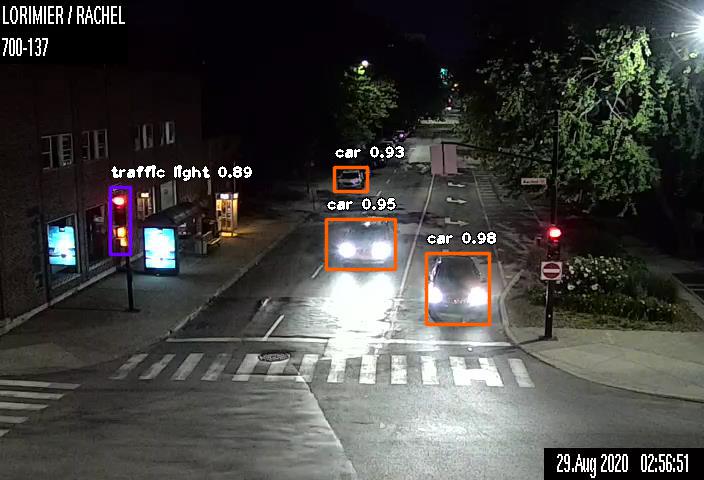 LORIMIER / RACHEL
700-137
car 0.93
traffic light 0.89
car 0.95
car 0.98
29.Aug 2020 02:56:51